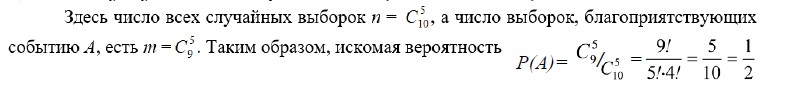 Здесь число всех случайных выборок n = C₁₀⁵, а число выборок, благоприятствующих
событию A, есть m = C₉⁵. Таким образом, искомая вероятность P(A) = C₉⁵/C₁₀⁵ = 9!/(5!·4!) = 5/10 = 1/2